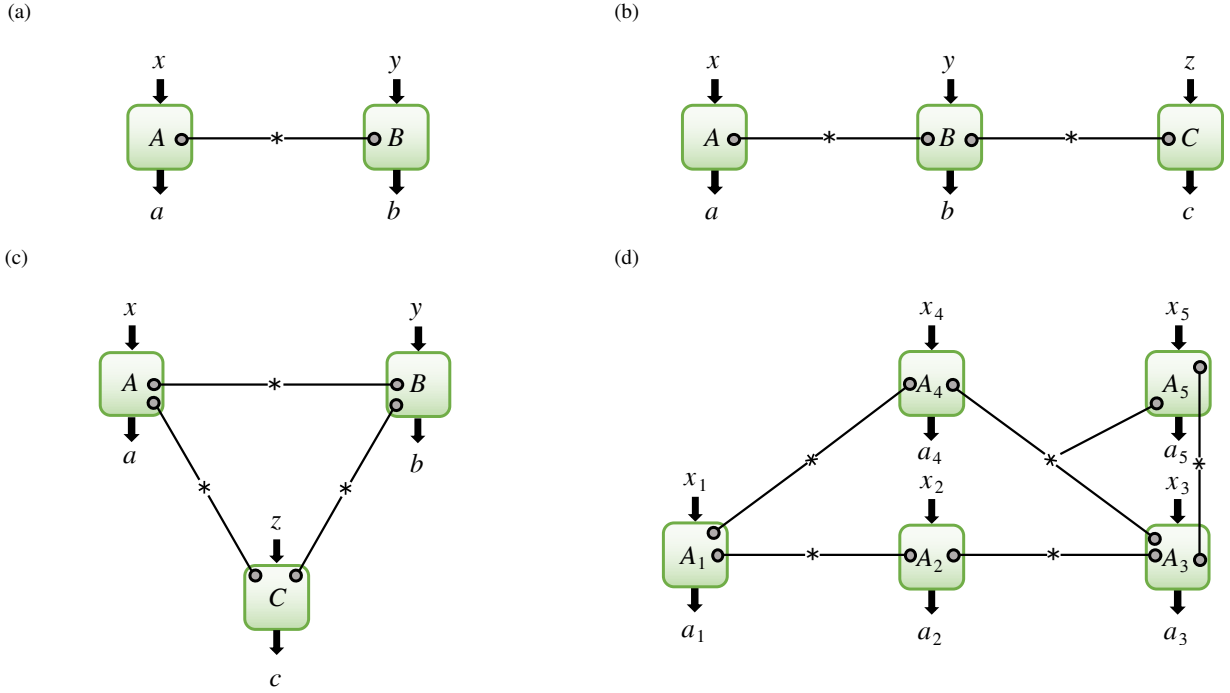 (a)
(b)
x y
A * B
a b
x y z
A * B * C
a b c
(c)
(d)
x y
A * B
a b
* *
z
C
c
x₄ x₅
A₄ A₅
a₄ a₅
* * *
x₁ x₂ x₃
A₁ * A₂ * A₃
a₁ a₂ a₃